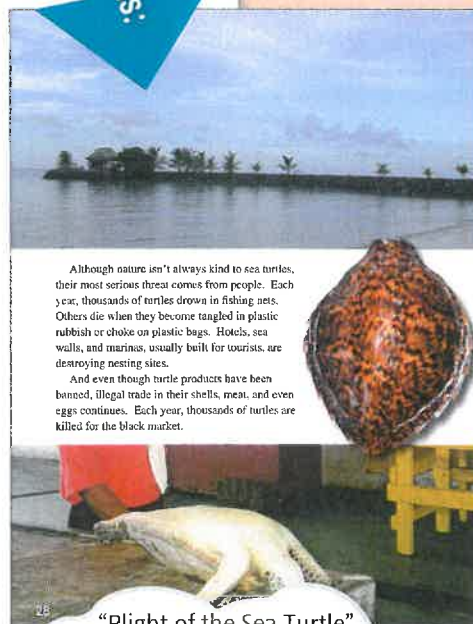 s:
Although nature isn't always kind to sea turtles,
their most serious threat comes from people. Each
year, thousands of turtles drown in fishing nets.
Others die when they become tangled in plastic
rubbish or choke on plastic bags. Hotels, sea
walls, and marinas, usually built for tourists, are
destroying nesting sites.
And even though turtle products have been
banned, illegal trade in their shells, meat, and even
eggs continues. Each year, thousands of turtles are
killed for the black market.
28
"Plight of the Sea Turtle"